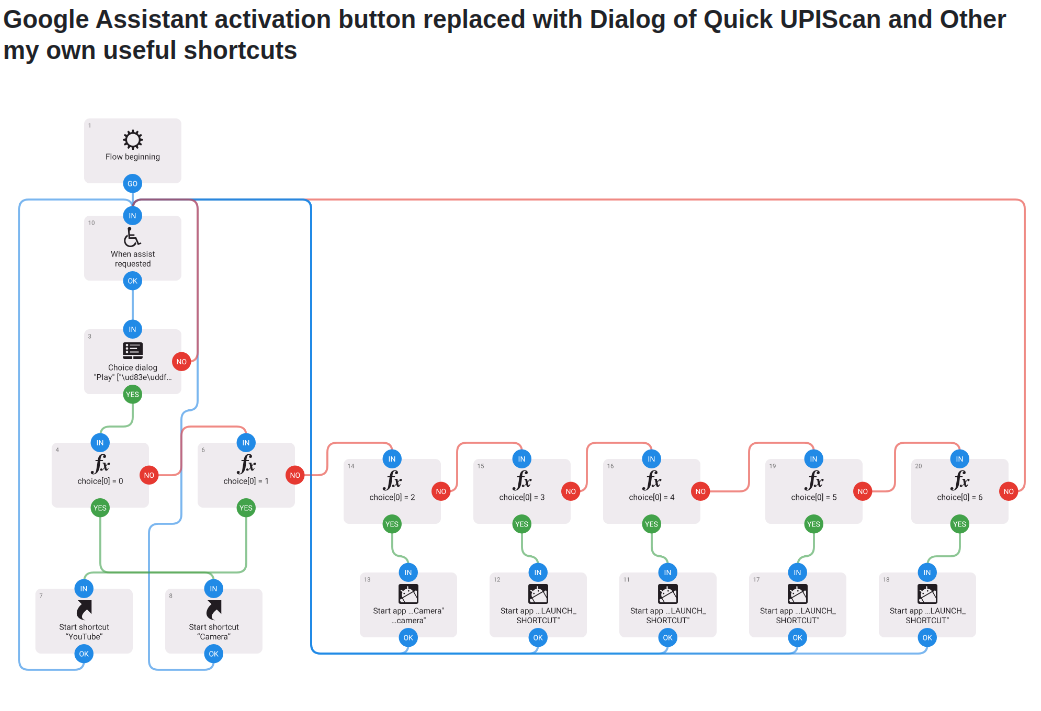 Google Assistant activation button replaced with Dialog of Quick UPIScan and Other
my own useful shortcuts
1
Flow beginning
GO
IN
10
When assist
requested
OK
IN
3
Choice dialog
"Play" ["\ud83e\uddf...
NO
YES
IN
4
fx
choice[0] = 0
NO
YES
IN
5
fx
choice[0] = 1
NO
YES
IN
14
fx
choice[0] = 2
NO
YES
IN
15
fx
choice[0] = 3
NO
YES
IN
16
fx
choice[0] = 4
NO
YES
IN
19
fx
choice[0] = 5
NO
YES
IN
20
fx
choice[0] = 6
NO
YES
IN
7
Start shortcut
"YouTube"
OK
IN
8
Start shortcut
"Camera"
OK
IN
13
Start app ...Camera"
...camera"
OK
IN
12
Start app ...LAUNCH_
SHORTCUT"
OK
IN
11
Start app ...LAUNCH_
SHORTCUT"
OK
IN
17
Start app ...LAUNCH_
SHORTCUT"
OK
IN
18
Start app ...LAUNCH_
SHORTCUT"
OK